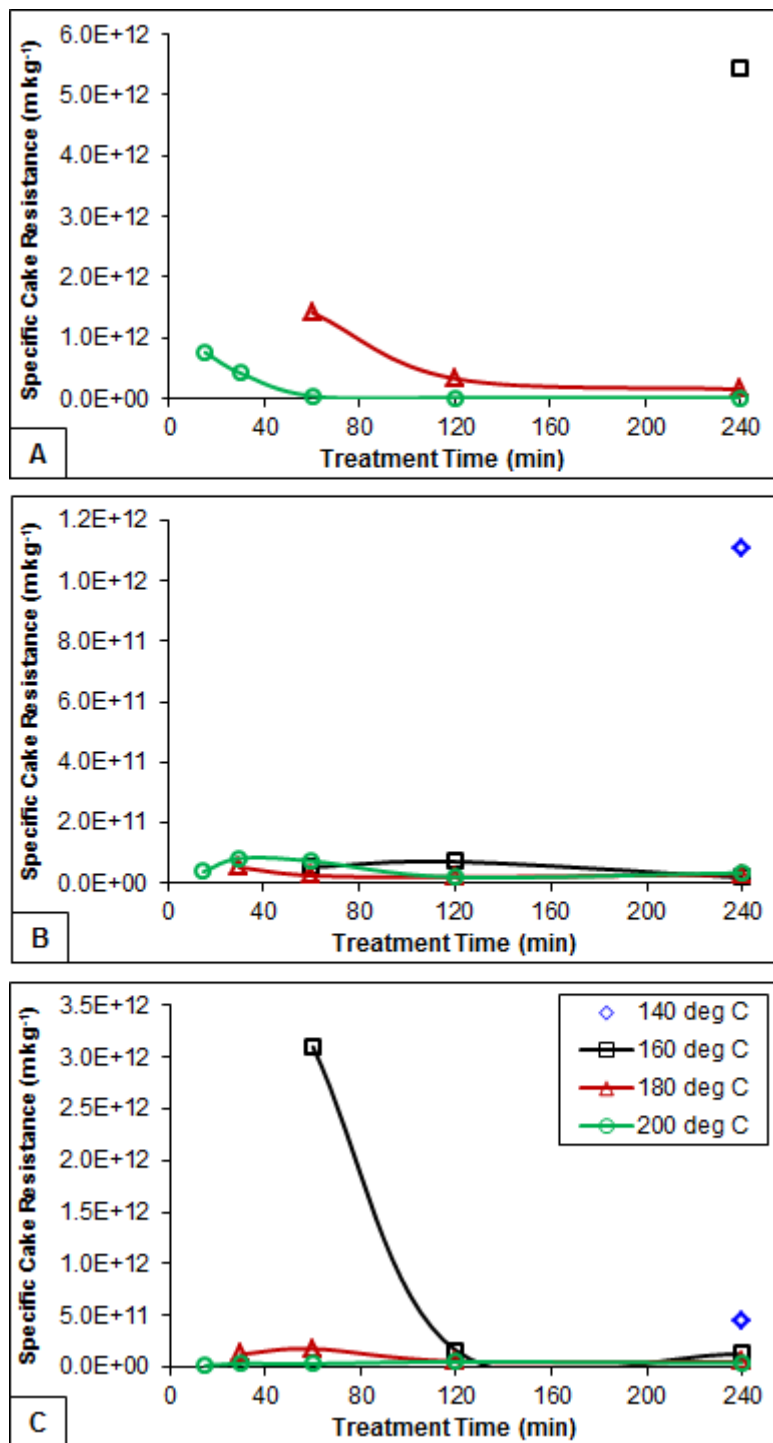 6.0E+12
5.0E+12
4.0E+12
3.0E+12
2.0E+12
1.0E+12
0.0E+00
Specific Cake Resistance (m kg⁻¹)
0 40 80 120 160 200 240
Treatment Time (min)
A
1.2E+12
1.0E+12
8.0E+11
6.0E+11
4.0E+11
2.0E+11
0.0E+00
Specific Cake Resistance (m kg⁻¹)
0 40 80 120 160 200 240
Treatment Time (min)
B
3.5E+12
3.0E+12
2.5E+12
2.0E+12
1.5E+12
1.0E+12
5.0E+11
0.0E+00
Specific Cake Resistance (m kg⁻¹)
140 deg C
160 deg C
180 deg C
200 deg C
0 40 80 120 160 200 240
Treatment Time (min)
C